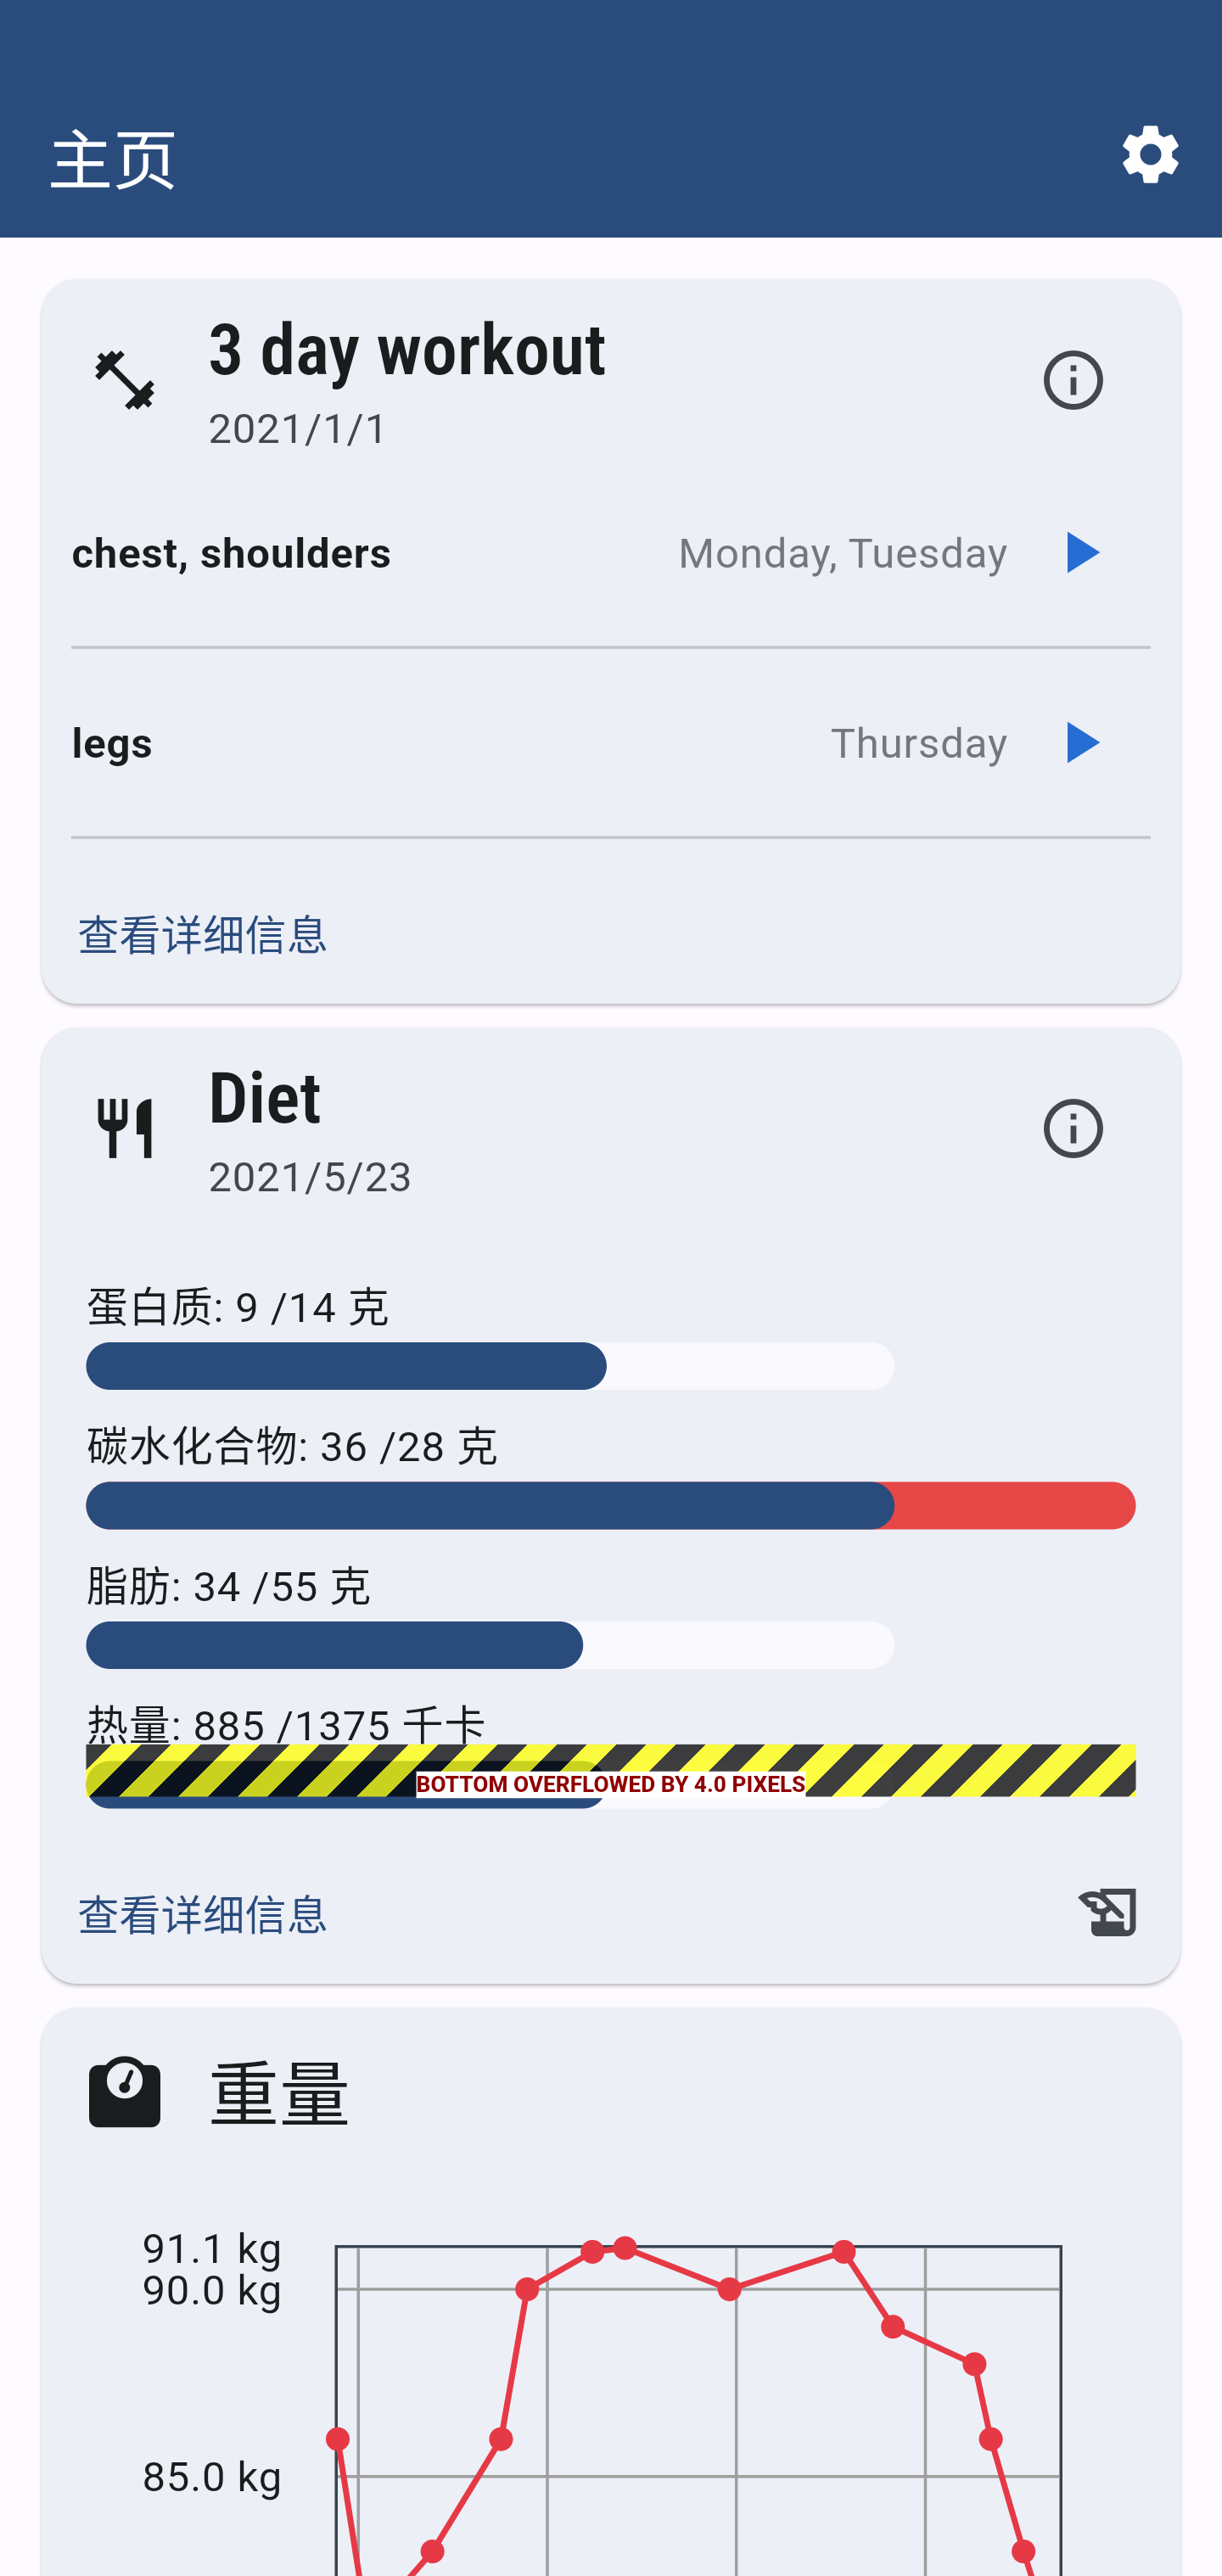 主页
3 day workout
2021/1/1
chest, shoulders Monday, Tuesday
legs Thursday
查看详细信息
Diet
2021/5/23
蛋白质: 9 /14 克
碳水化合物: 36 /28 克
脂肪: 34 /55 克
热量: 885 /1375 千卡
BOTTOM OVERFLOWED BY 4.0 PIXELS
查看详细信息
重量
91.1 kg
90.0 kg
85.0 kg